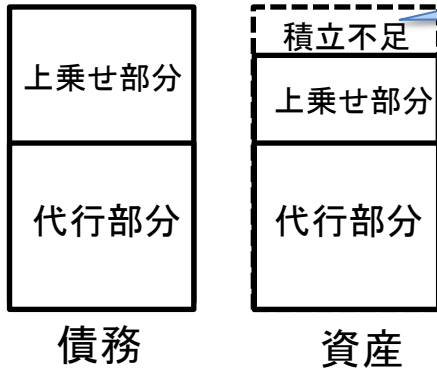 上乗せ部分
代行部分
債務
積立不足
上乗せ部分
代行部分
資産